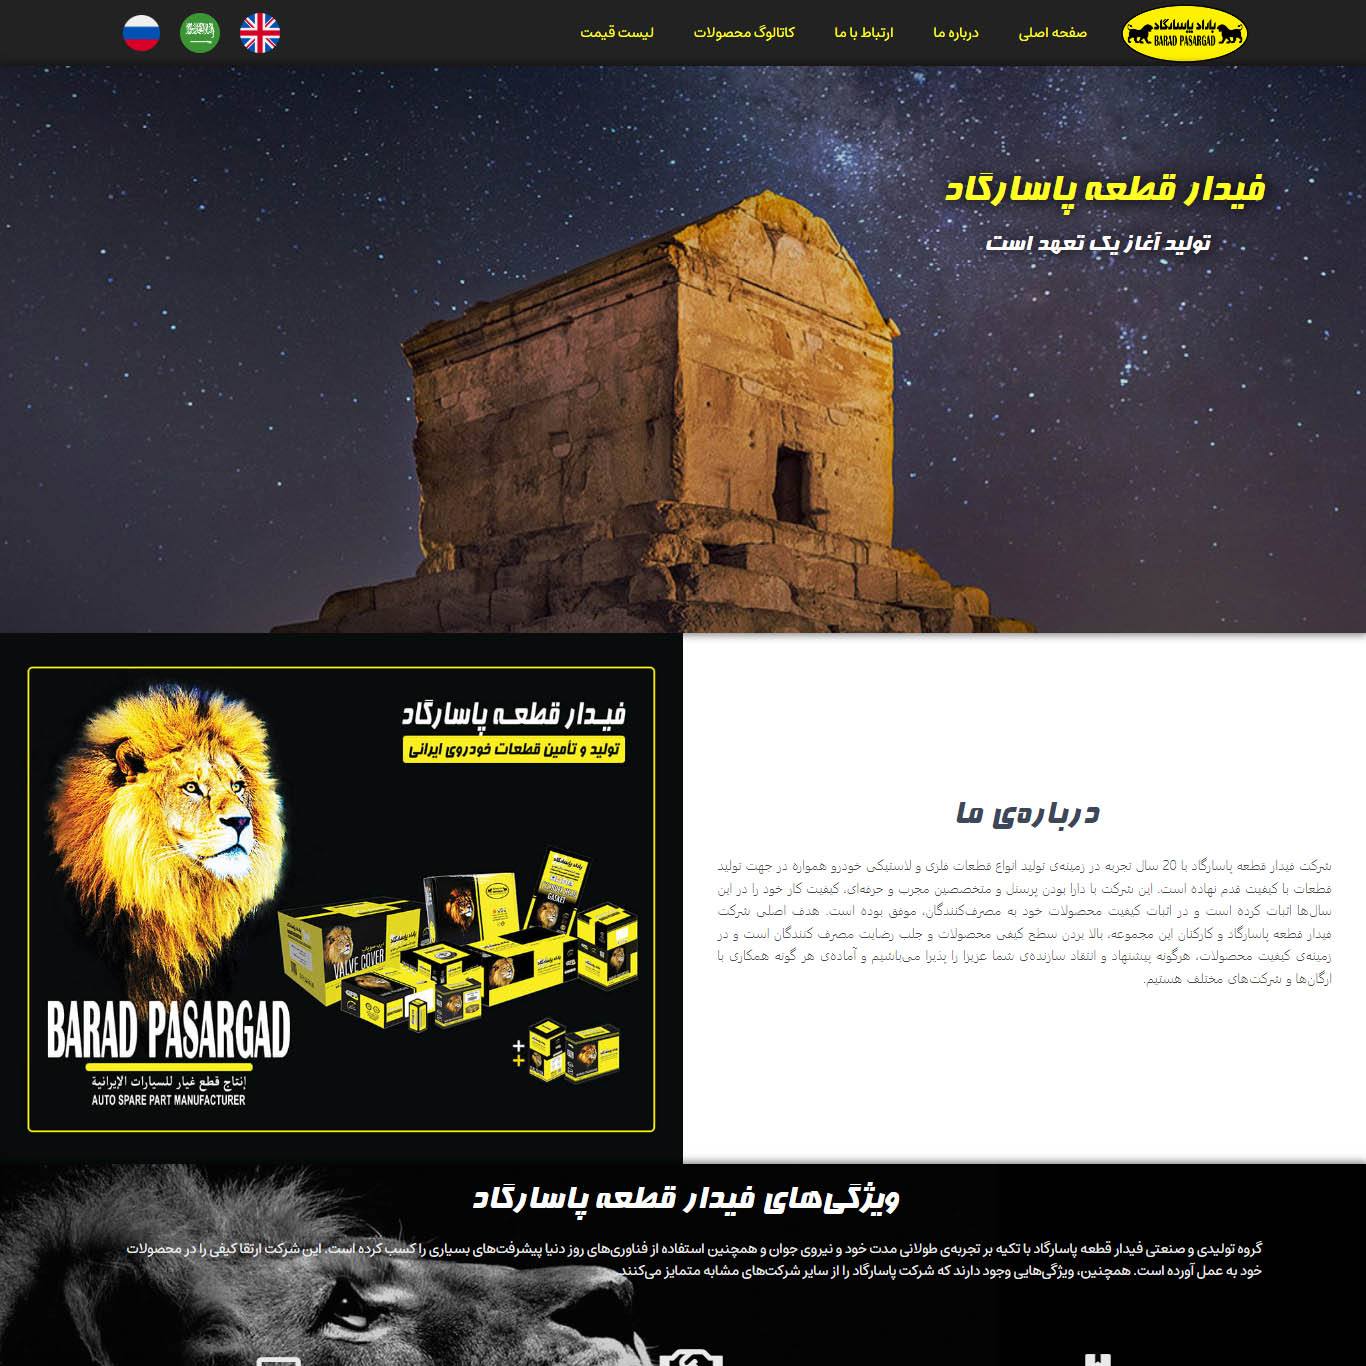 باراد پاسارگاد
BARAD PASARGAD
صفحه اصلی
درباره ما
ارتباط با ما
کاتالوگ محصولات
لیست قیمت
فیدار قطعه پاسارگاد
تولید آغاز یک تعهد است
فیـدار قطعـه پاسارگاد
تولید و تأمین قطعات خودروی ایرانی
VALVE COVER
GASKET
BARAD PASARGAD
إنتاج قطع غيار للسيارات الإيرانية
AUTO SPARE PART MANUFACTURER
درباره‌ی ما
شرکت فیدار قطعه پاسارگاد با 20 سال تجربه در زمینه‌ی تولید انواع قطعات فلزی و لاستیکی خودرو همواره در جهت تولید
قطعات با کیفیت قدم نهاده است. این شرکت با دارا بودن پرسنل و متخصصین مجرب و حرفه‌ای، کیفیت کار خود را در این
سال‌ها اثبات کرده است و در اثبات کیفیت محصولات خود به مصرف‌کنندگان، موفق بوده است. هدف اصلی شرکت
فیدار قطعه پاسارگاد و کارکنان این مجموعه، بالا بردن سطح کیفی محصولات و جلب رضایت مصرف کنندگان است و در
زمینه‌ی کیفیت محصولات، هرگونه پیشنهاد و انتقاد سازنده‌ی شما عزیزا را پذیرا می‌باشیم و آماده‌ی هر گونه همکاری با
ارگان‌ها و شرکت‌های مختلف هستیم.
ویژگی‌های فیدار قطعه پاسارگاد
گروه تولیدی و صنعتی فیدار قطعه پاسارگاد با تکیه بر تجربه‌ی طولانی مدت خود و نیروی جوان و همچنین استفاده از فناوری‌های روز دنیا پیشرفت‌های بسیاری را کسب کرده است. این شرکت ارتقا کیفی را در محصولات
خود به عمل آورده است. همچنین، ویژگی‌هایی وجود دارند که شرکت پاسارگاد را از سایر شرکت‌های مشابه متمایز می‌کنند.